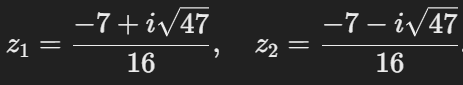 z₁ = (-7 + i√47)/16, z₂ = (-7 - i√47)/16.